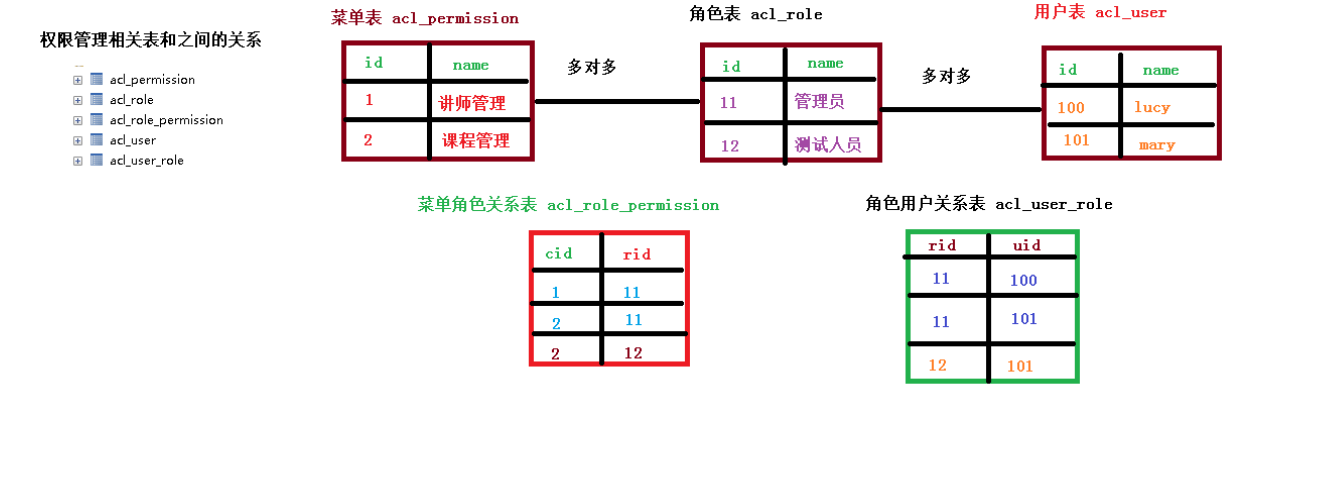 权限管理相关表和之间的关系
acl_permission
acl_role
acl_role_permission
acl_user
acl_user_role
菜单表 acl_permission
id name
1 讲师管理
2 课程管理
多对多
角色表 acl_role
id name
11 管理员
12 测试人员
多对多
用户表 acl_user
id name
100 lucy
101 mary
菜单角色关系表 acl_role_permission
cid rid
1 11
2 11
2 12
角色用户关系表 acl_user_role
rid uid
11 100
11 101
12 101